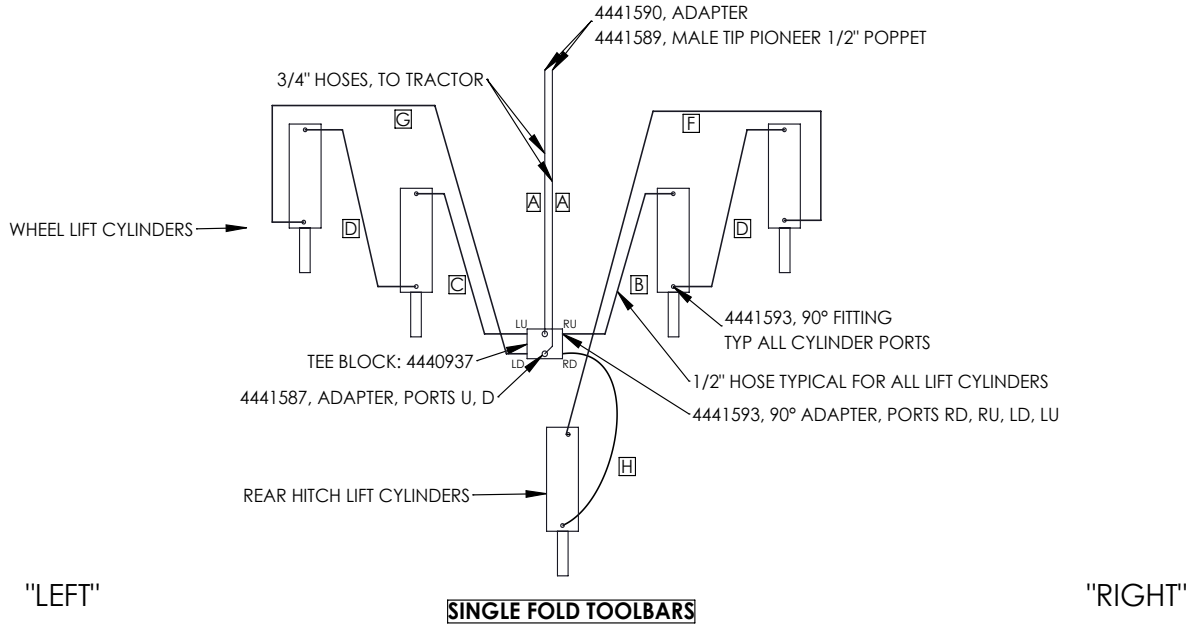 4441590, ADAPTER
4441589, MALE TIP PIONEER 1/2" POPPET
3/4" HOSES, TO TRACTOR
G
F
A
A
WHEEL LIFT CYLINDERS
D
D
C
B
4441593, 90° FITTING
TYP ALL CYLINDER PORTS
LU
RU
TEE BLOCK: 4440937
LD
RD
1/2" HOSE TYPICAL FOR ALL LIFT CYLINDERS
4441587, ADAPTER, PORTS U, D
4441593, 90° ADAPTER, PORTS RD, RU, LD, LU
H
REAR HITCH LIFT CYLINDERS
"LEFT"
"RIGHT"
SINGLE FOLD TOOLBARS